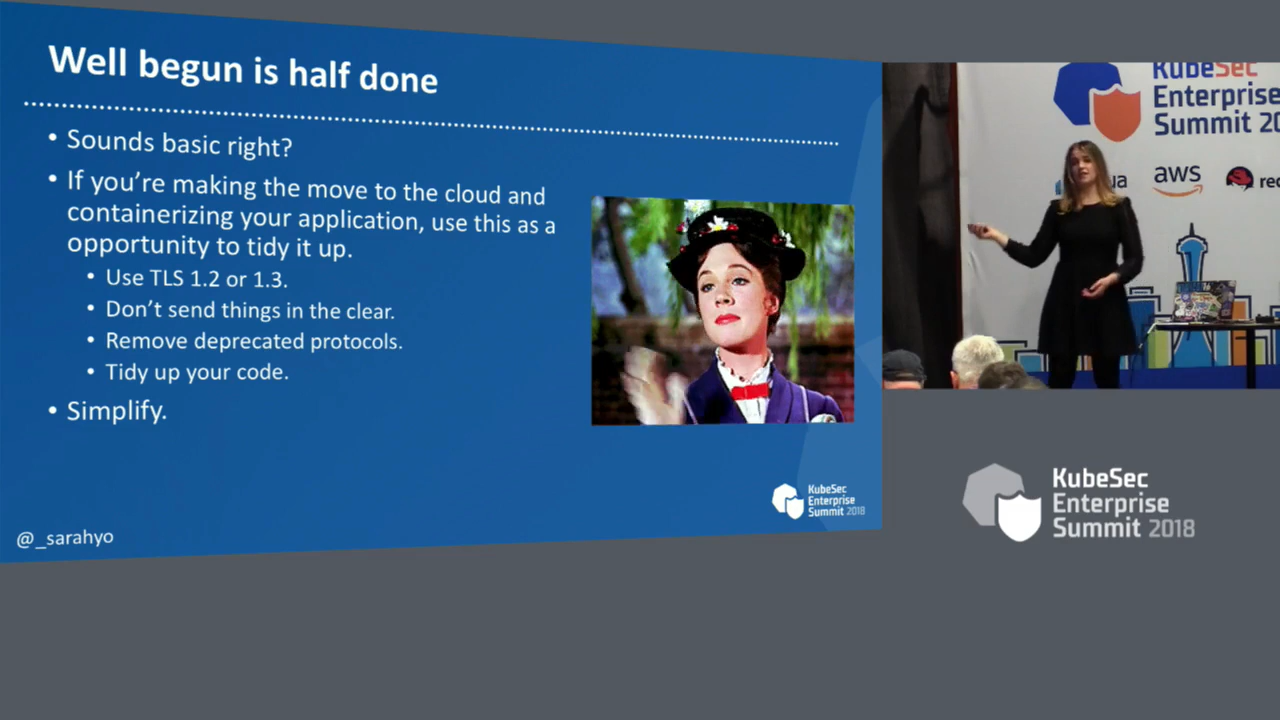 Well begun is half done
• Sounds basic right?
• If you're making the move to the cloud and
containerizing your application, use this as a
opportunity to tidy it up.
• Use TLS 1.2 or 1.3.
• Don't send things in the clear.
• Remove deprecated protocols.
• Tidy up your code.
• Simplify.
KubeSec
Enterprise
Summit 2018
@_sarahyo
KubeSec
Enterprise
Summit 20
ua
aws
red
KubeSec
Enterprise
Summit 2018